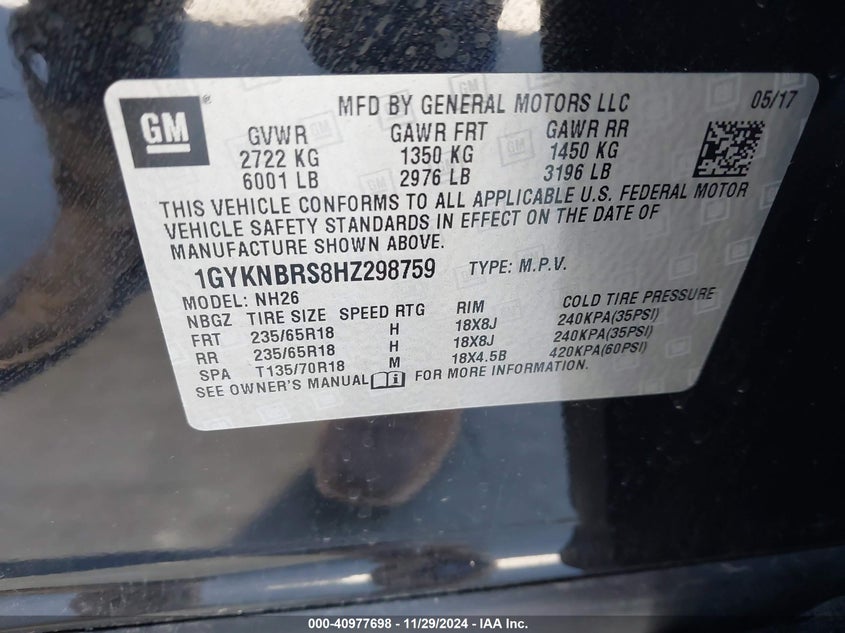 GM ®
MFD BY GENERAL MOTORS LLC 05/17
GVWR GAWR FRT GAWR RR
2722 KG 1350 KG 1450 KG
6001 LB 2976 LB 3196 LB
THIS VEHICLE CONFORMS TO ALL APPLICABLE U.S. FEDERAL MOTOR
VEHICLE SAFETY STANDARDS IN EFFECT ON THE DATE OF
MANUFACTURE SHOWN ABOVE.
1GYKNBRS8HZ298759 TYPE: M.P.V.
MODEL: NH26
NBGZ TIRE SIZE SPEED RTG RIM COLD TIRE PRESSURE
FRT 235/65R18 H 18X8J 240KPA(35PSI)
RR 235/65R18 H 18X8J 240KPA(35PSI)
SPA T135/70R18 M 18X4.5B 420KPA(60PSI)
SEE OWNER'S MANUAL FOR MORE INFORMATION.
000-40977698 - 11/29/2024 - IAA Inc.